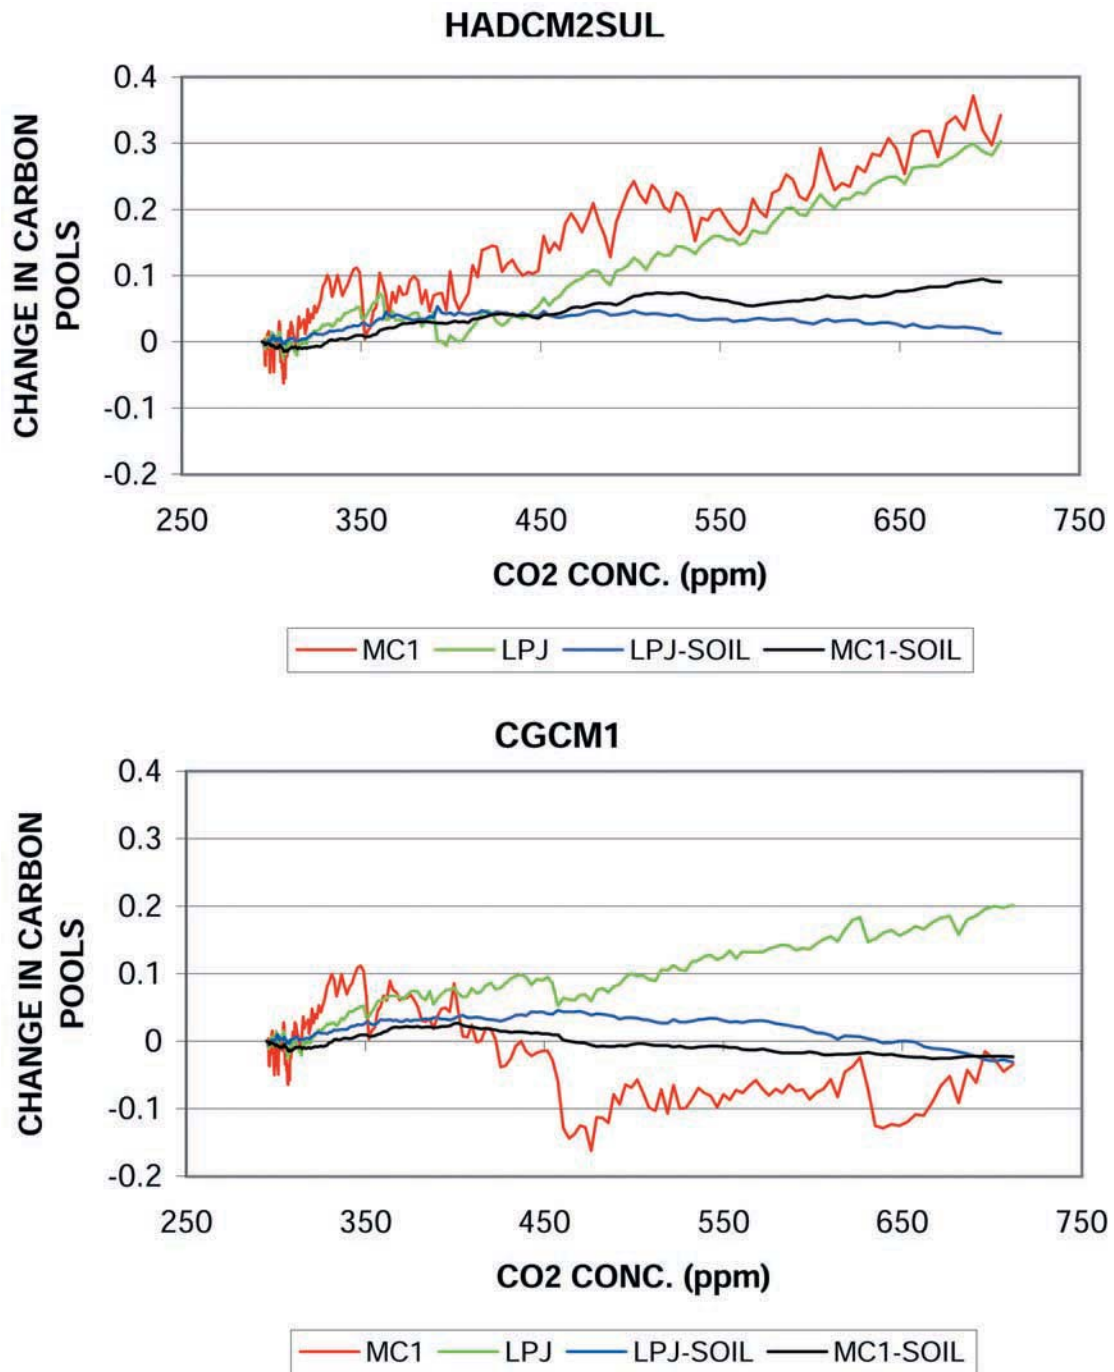 HADCM2SUL
0.4
0.3
0.2
0.1
0
-0.1
-0.2
CHANGE IN CARBON
POOLS
250 350 450 550 650 750
CO2 CONC. (ppm)
MC1 LPJ LPJ-SOIL MC1-SOIL
CGCM1
0.4
0.3
0.2
0.1
0
-0.1
-0.2
CHANGE IN CARBON
POOLS
250 350 450 550 650 750
CO2 CONC. (ppm)
MC1 LPJ LPJ-SOIL MC1-SOIL